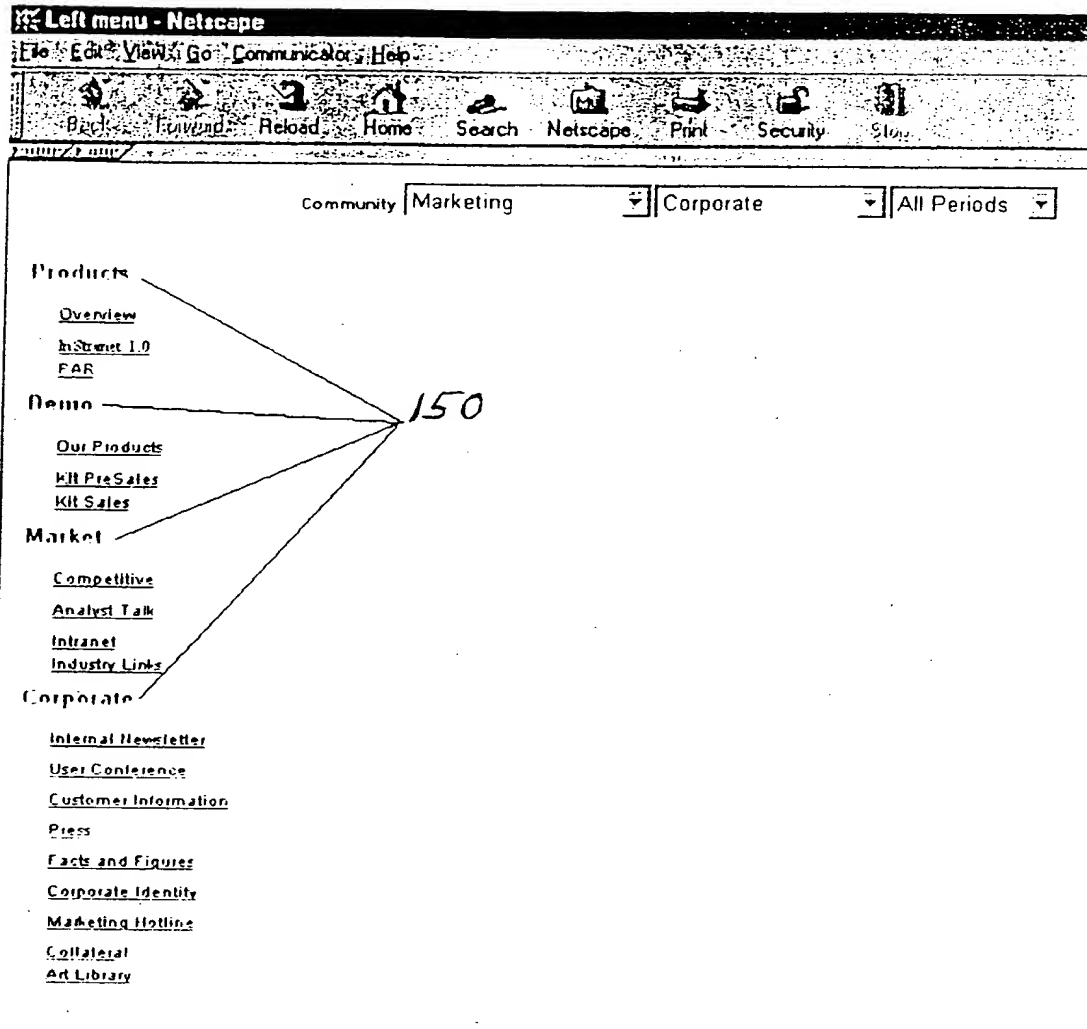 Left menu - Netscape
File Edit View Go Communicator Help
Back Forward Reload Home Search Netscape Print Security Stop
Community Marketing Corporate All Periods
Products
Overview
InStranet 1.0
FAR
Demo
150
Our Products
Kit PreSales
Kit Sales
Market
Competitive
Analyst Talk
Intranet
Industry Links
Corporate
Internal Newsletter
User Conference
Customer Information
Press
Facts and Figures
Corporate Identity
Marketing Hotline
Collateral
Art Library